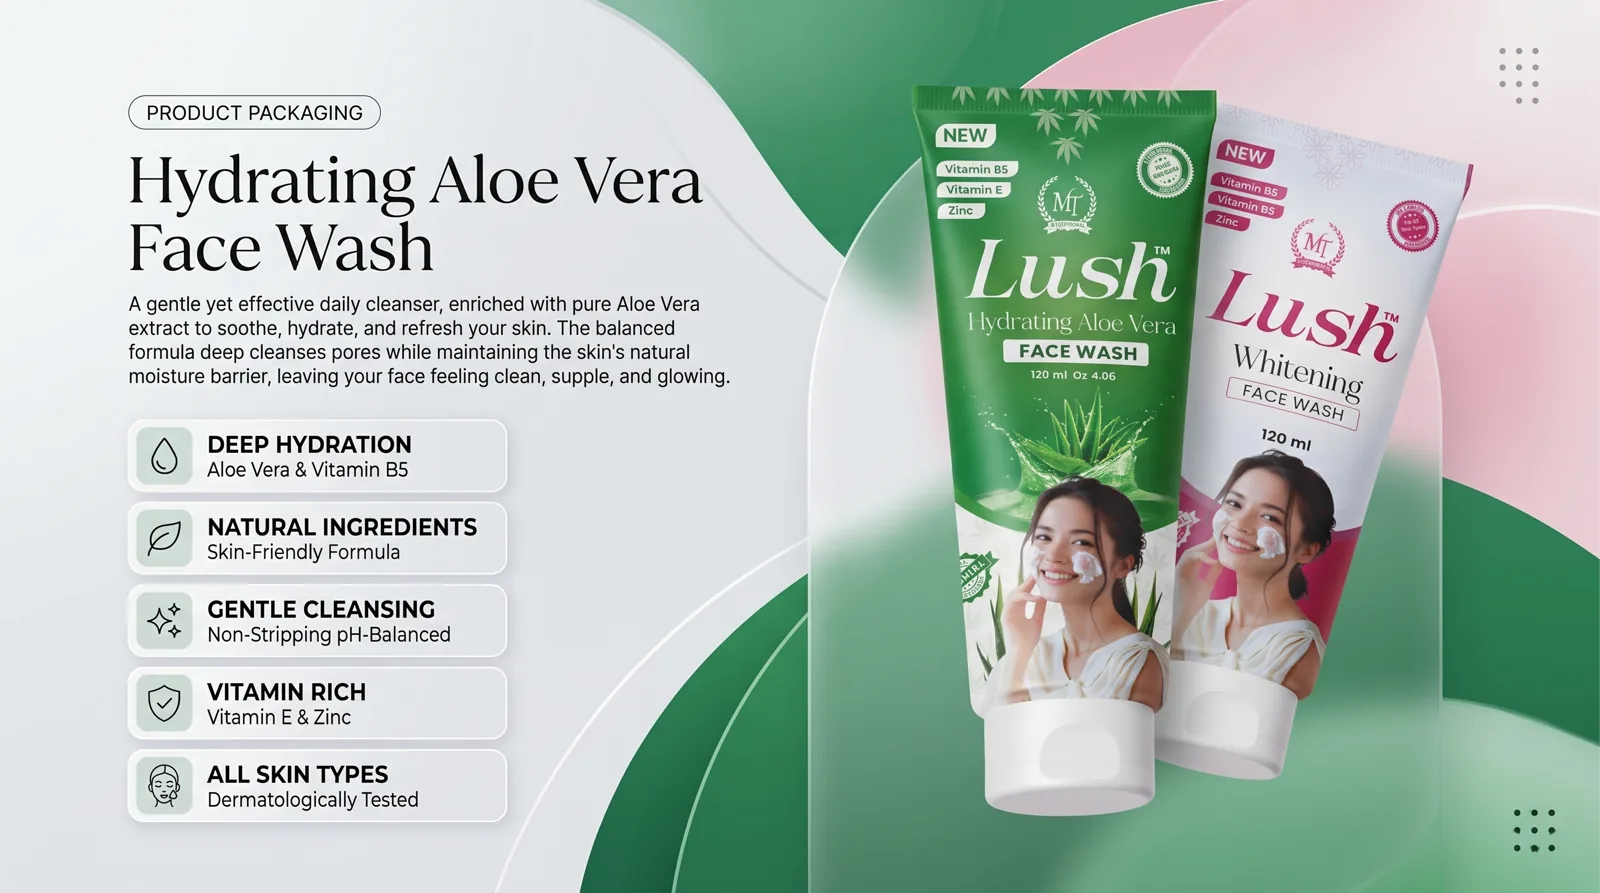 PRODUCT PACKAGING
Hydrating Aloe Vera
Face Wash
A gentle yet effective daily cleanser, enriched with pure Aloe Vera
extract to soothe, hydrate, and refresh your skin. The balanced
formula deep cleanses pores while maintaining the skin's natural
moisture barrier, leaving your face feeling clean, supple, and glowing.
DEEP HYDRATION
Aloe Vera & Vitamin B5
NATURAL INGREDIENTS
Skin-Friendly Formula
GENTLE CLEANSING
Non-Stripping pH-Balanced
VITAMIN RICH
Vitamin E & Zinc
ALL SKIN TYPES
Dermatologically Tested
NEW
Vitamin B5
Vitamin E
Zinc
MT
Lush™
Hydrating Aloe Vera
FACE WASH
120 ml Oz 4.06
NEW
Vitamin B5
Vitamin B5
Zinc
MT
Lush™
Whitening
FACE WASH
120 ml